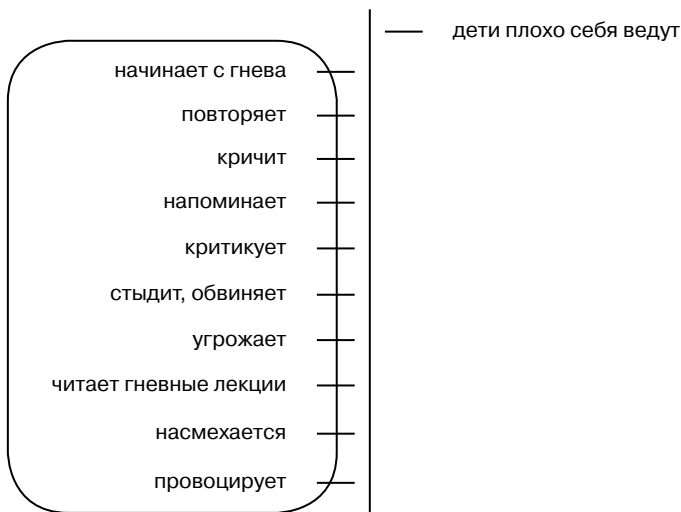 дети плохо себя ведут
начинает с гнева
повторяет
кричит
напоминает
критикует
стыдит, обвиняет
угрожает
читает гневные лекции
насмехается
провоцирует